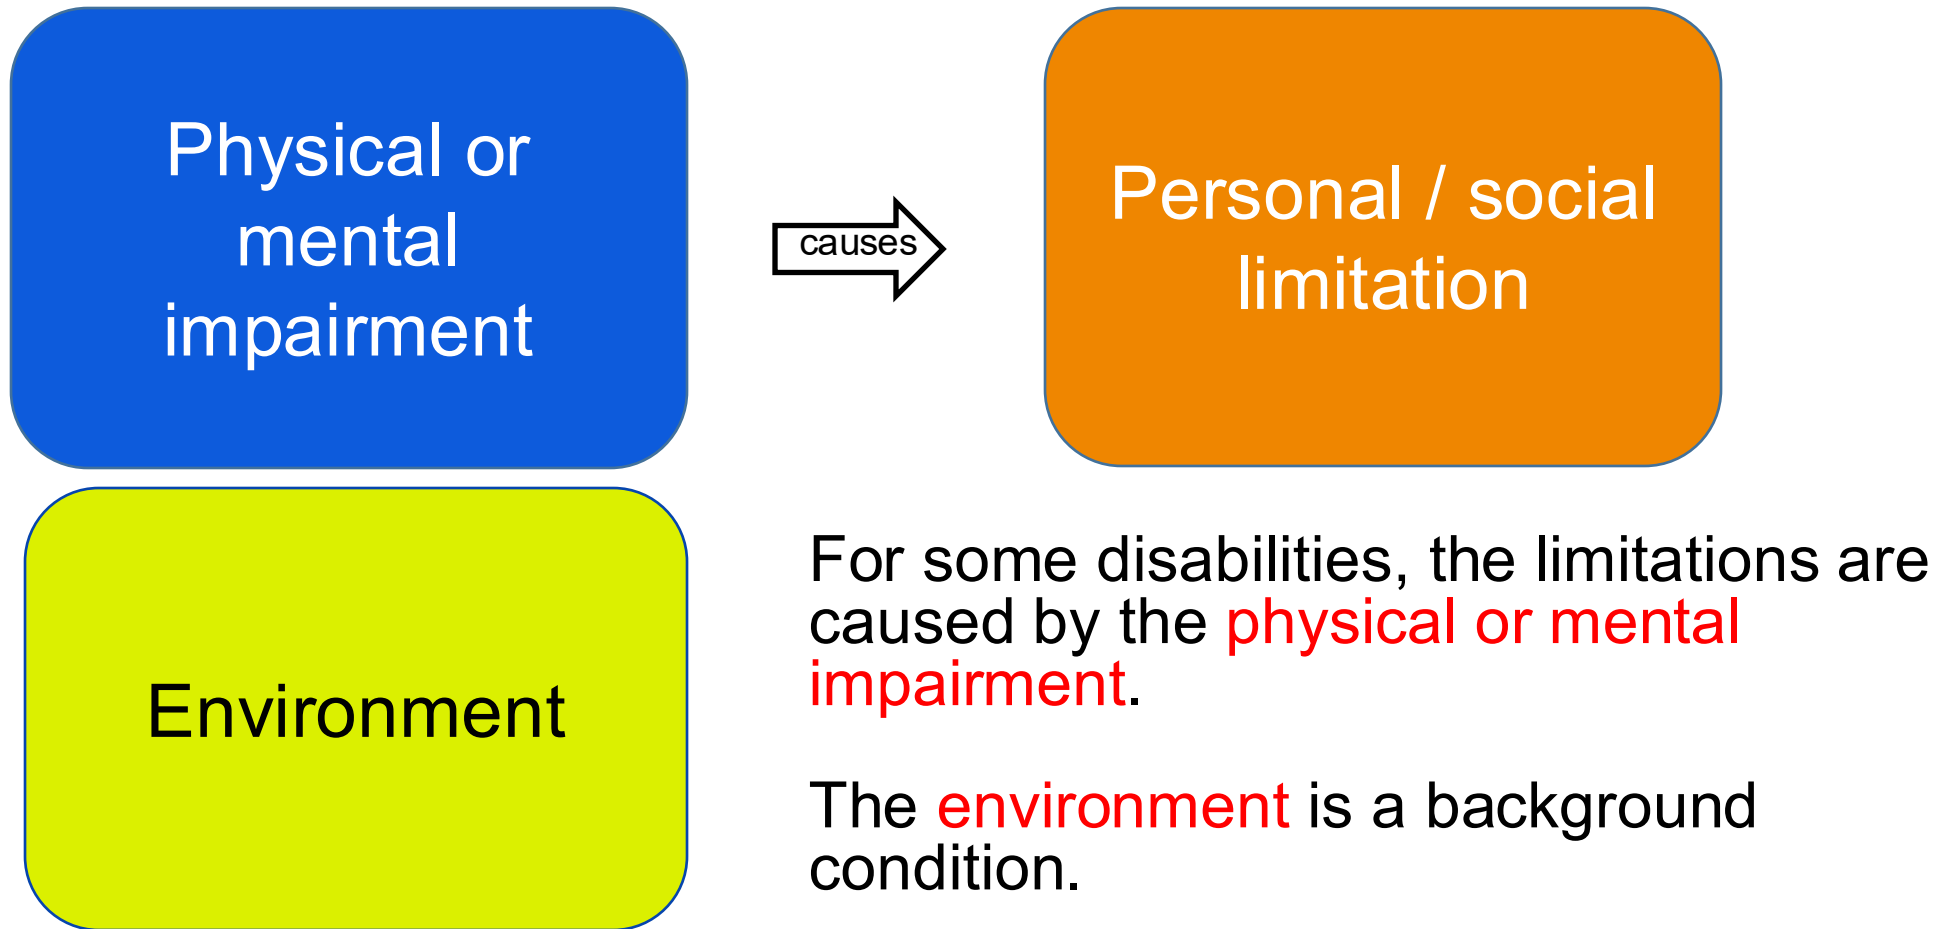 Physical or
mental
impairment
causes
Personal / social
limitation
Environment
For some disabilities, the limitations are
caused by the physical or mental
impairment.
The environment is a background
condition.